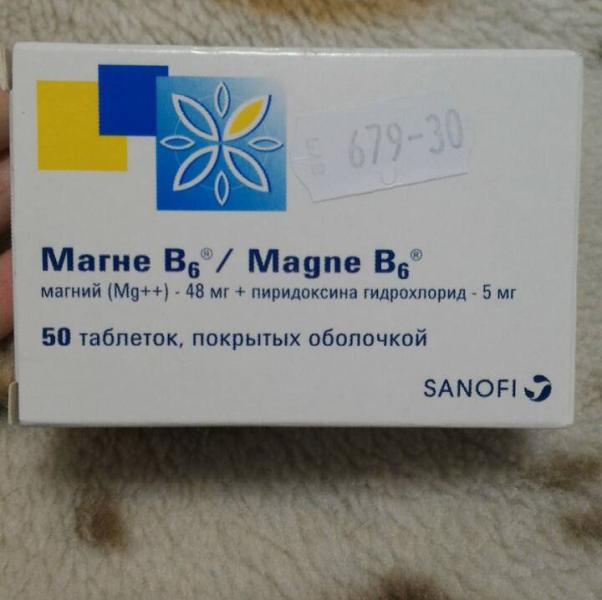 679-30
Магне B6® / Magne B6®
магний (Mg++) - 48 мг + пиридоксина гидрохлорид - 5 мг
50 таблеток, покрытых оболочкой
SANOFI